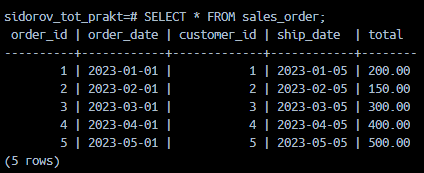 sidorov_tot_prakt=# SELECT * FROM sales_order;
 order_id | order_date | customer_id | ship_date  | total
----------+------------+-------------+------------+--------
        1 | 2023-01-01 |           1 | 2023-01-05 | 200.00
        2 | 2023-02-01 |           2 | 2023-02-05 | 150.00
        3 | 2023-03-01 |           3 | 2023-03-05 | 300.00
        4 | 2023-04-01 |           4 | 2023-04-05 | 400.00
        5 | 2023-05-01 |           5 | 2023-05-05 | 500.00
(5 rows)